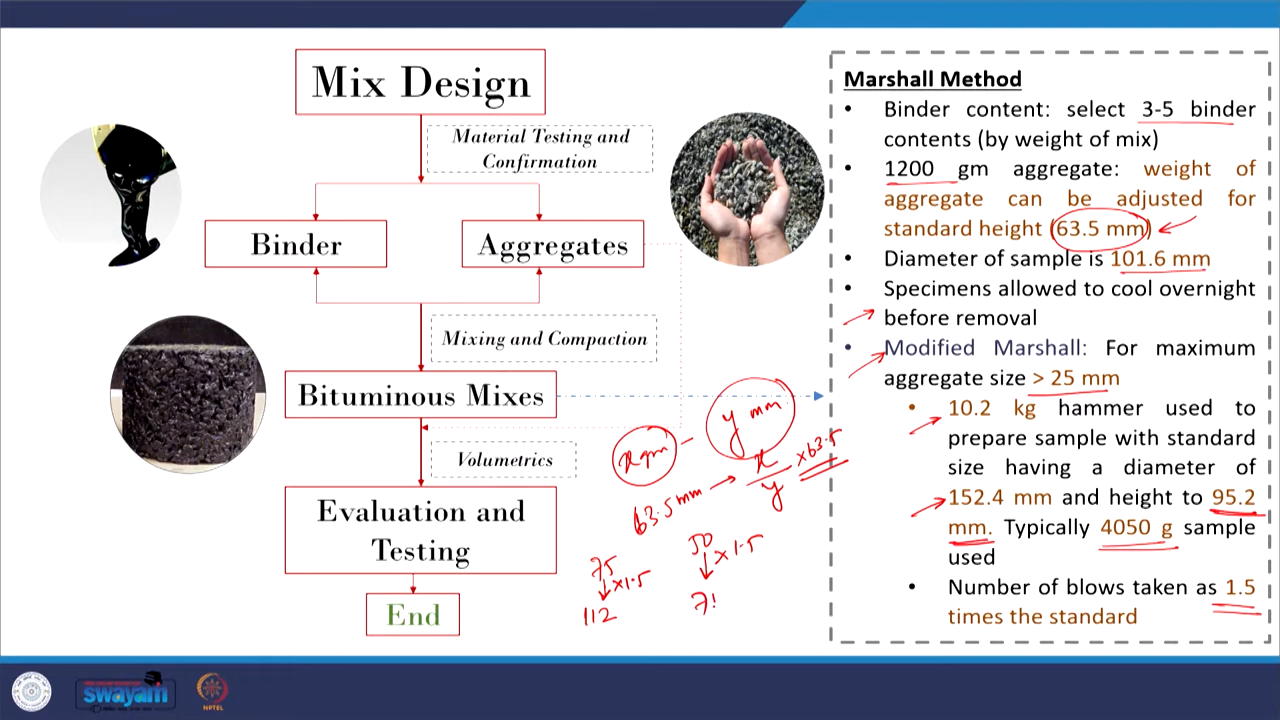 Mix Design
Material Testing and
Confirmation
Binder
Aggregates
Mixing and Compaction
Bituminous Mixes
Volumetrics
Evaluation and
Testing
End
Marshall Method
• Binder content: select 3-5 binder
contents (by weight of mix)
• 1200 gm aggregate: weight of
aggregate can be adjusted for
standard height (63.5 mm)
• Diameter of sample is 101.6 mm
• Specimens allowed to cool overnight
before removal
• Modified Marshall: For maximum
aggregate size > 25 mm
• 10.2 kg hammer used to
prepare sample with standard
size having a diameter of
152.4 mm and height to 95.2
mm. Typically 4050 g sample
used
• Number of blows taken as 1.5
times the standard
x gm - y mm
63.5 mm → x/y ×63.5
75
↓ ×1.5
112
50
↓ ×1.5
swayam
NPTEL